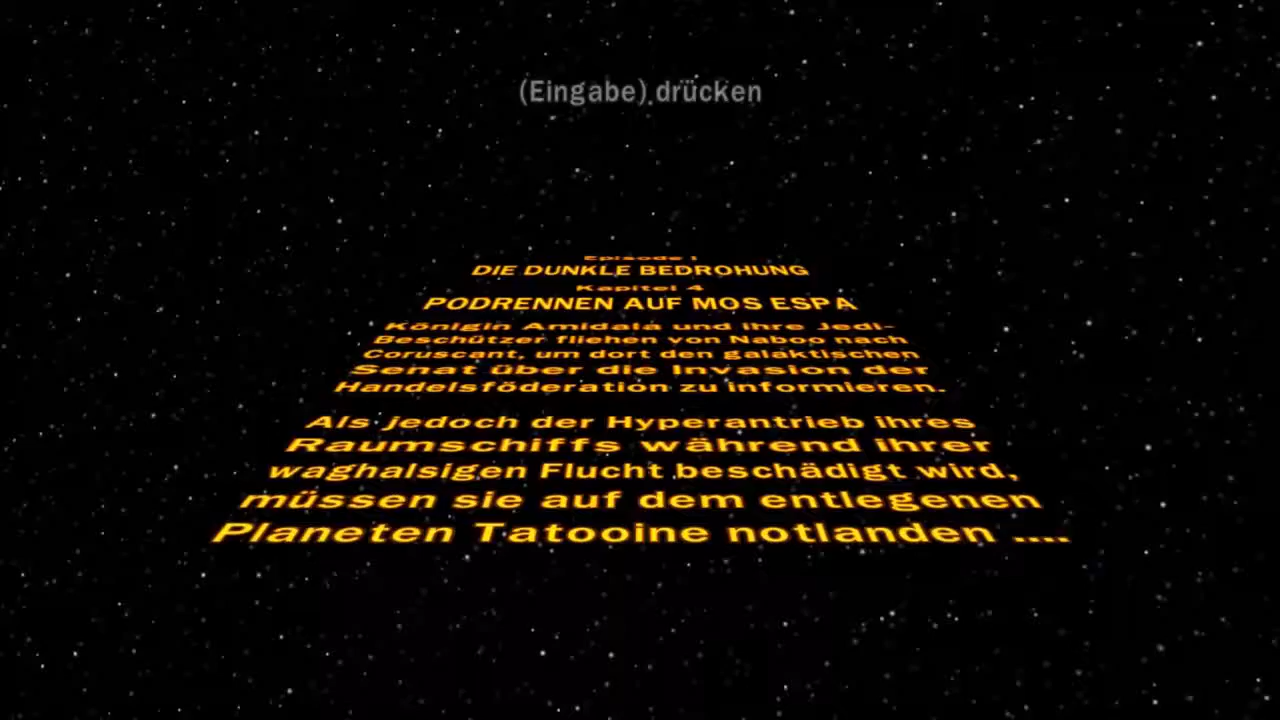 (Eingabe) drücken
Episode I
DIE DUNKLE BEDROHUNG
Kapitel 4
PODRENNEN AUF MOS ESPA
Königin Amidala und ihre Jedi-
Beschützer fliehen von Naboo nach
Coruscant, um dort den galaktischen
Senat über die Invasion der
Handelsföderation zu informieren.
Als jedoch der Hyperantrieb ihres
Raumschiffs während ihrer
waghalsigen Flucht beschädigt wird,
müssen sie auf dem entlegenen
Planeten Tatooine notlanden ....